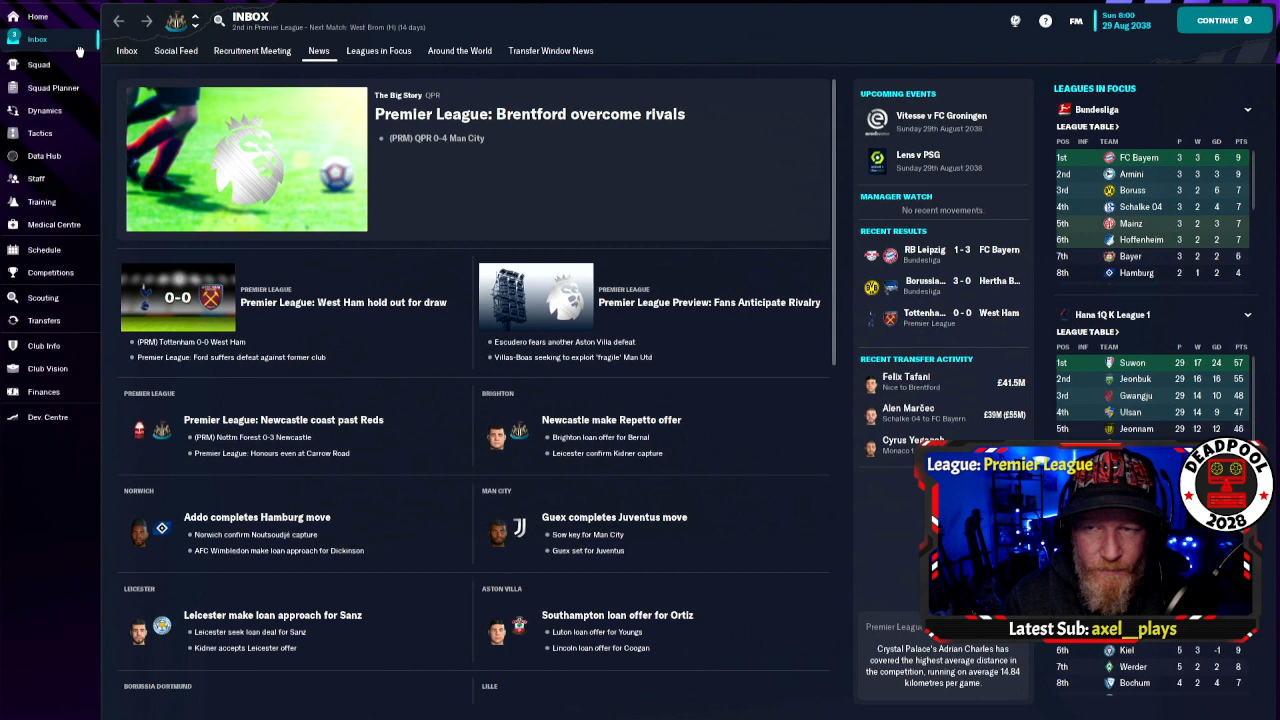 Home
3
Inbox
Squad
Squad Planner
Dynamics
Tactics
Data Hub
Staff
Training
Medical Centre
Schedule
Competitions
Scouting
Transfers
Club Info
Club Vision
Finances
Dev. Centre
INBOX
2nd in Premier League - Next Match: West Brom (H) (14 days)
FM
Sun 8:00
29 Aug 2038
CONTINUE
Inbox Social Feed Recruitment Meeting News Leagues in Focus Around the World Transfer Window News
The Big Story QPR
Premier League: Brentford overcome rivals
(PRM) QPR 0-4 Man City
0-0
PREMIER LEAGUE
Premier League: West Ham hold out for draw
(PRM) Tottenham 0-0 West Ham
Premier League: Ford suffers defeat against former club
PREMIER LEAGUE
Premier League Preview: Fans Anticipate Rivalry
Escudero fears another Aston Villa defeat
Villas-Boas seeking to exploit 'fragile' Man Utd
PREMIER LEAGUE
Premier League: Newcastle coast past Reds
(PRM) Nottm Forest 0-3 Newcastle
Premier League: Honours even at Carrow Road
BRIGHTON
Newcastle make Repetto offer
Brighton loan offer for Bernal
Leicester confirm Kidner capture
NORWICH
Addo completes Hamburg move
Norwich confirm Noutsoudjé capture
AFC Wimbledon make loan approach for Dickinson
MAN CITY
Guex completes Juventus move
Sow key for Man City
Guex set for Juventus
LEICESTER
Leicester make loan approach for Sanz
Leicester seek loan deal for Sanz
Kidner accepts Leicester offer
ASTON VILLA
Southampton loan offer for Ortiz
Luton loan offer for Youngs
Lincoln loan offer for Coogan
BORUSSIA DORTMUND
LILLE
UPCOMING EVENTS
Vitesse v FC Groningen
Sunday 29th August 2038
Lens v PSG
Sunday 29th August 2038
MANAGER WATCH
No recent movements.
RECENT RESULTS
RB Leipzig 1 - 3 FC Bayern
Bundesliga
Borussia... 3 - 0 Hertha B...
Bundesliga
Tottenha... 0 - 0 West Ham
Premier League
RECENT TRANSFER ACTIVITY
Felix Tafani
Nice to Brentford
£41.5M
Alen Marčec
Schalke 04 to FC Bayern
£39M (£55M)
Cyrus
Monaco
Premier Leagu
Crystal Palace's Adrian Charles has
covered the highest average distance in
the competition, running on average 14.84
kilometres per game.
LEAGUES IN FOCUS
Bundesliga
LEAGUE TABLE >
POS INF TEAM P W GD PTS
1st FC Bayern 3 3 6 9
2nd Armini 3 3 3 9
3rd Boruss 3 2 6 7
4th Schalke 04 3 2 4 7
5th Mainz 3 2 2 7
6th Hoffenheim 3 2 2 7
7th Bayer 3 2 2 7
8th Hamburg 2 1 2 4
Hana 1Q K League 1
LEAGUE TABLE >
POS INF TEAM P W GD PTS
1st Suwon 29 17 24 57
2nd Jeonbuk 29 16 16 55
3rd Gwangju 29 14 10 48
4th Ulsan 29 14 9 47
5th Jeonnam 29 12 12 46
League: Premier League
DEADPOOL
2028
Latest Sub: axel__plays
6th Kiel 5 3 -1 9
7th Werder 5 2 2 8
8th Bochum 4 2 4 7